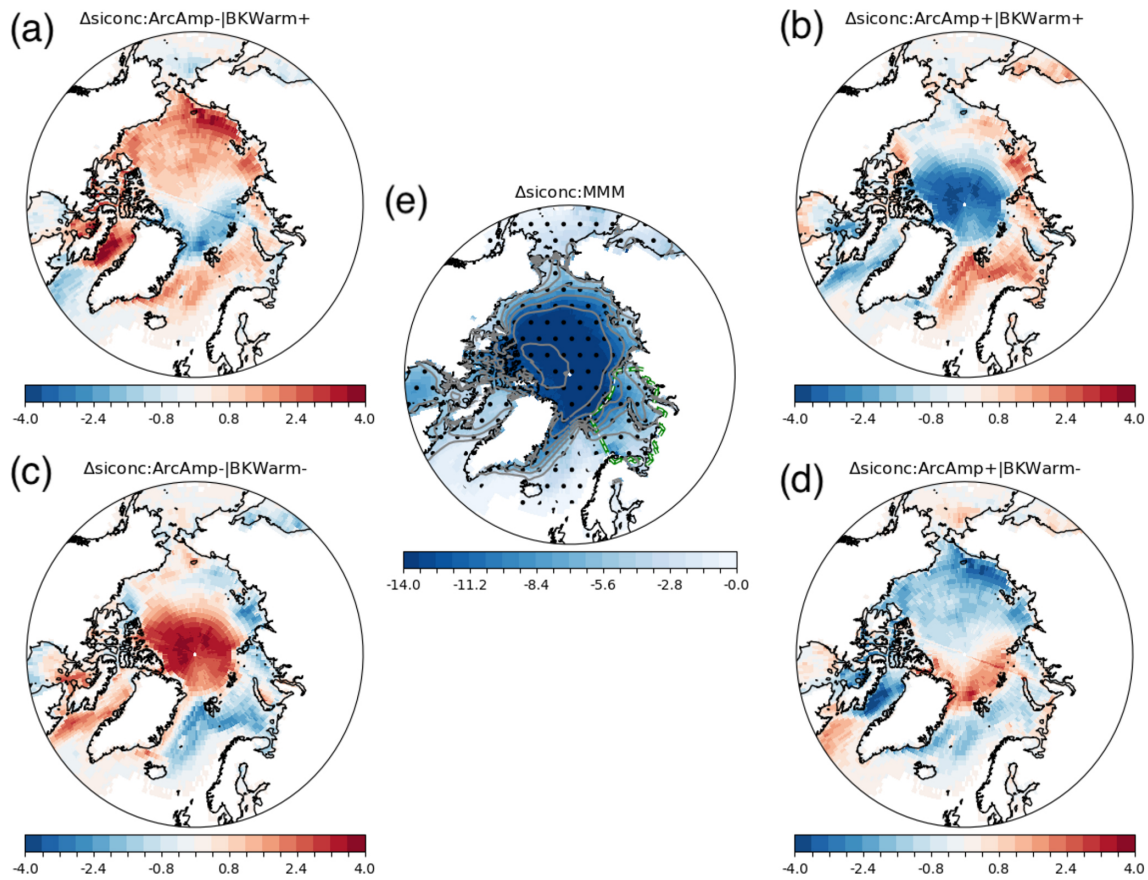 (a)
Δsiconc:ArcAmp-|BKWarm+
-4.0 -2.4 -0.8 0.8 2.4 4.0
(b)
Δsiconc:ArcAmp+|BKWarm+
-4.0 -2.4 -0.8 0.8 2.4 4.0
(e)
Δsiconc:MMM
-14.0 -11.2 -8.4 -5.6 -2.8 -0.0
(c)
Δsiconc:ArcAmp-|BKWarm-
-4.0 -2.4 -0.8 0.8 2.4 4.0
(d)
Δsiconc:ArcAmp+|BKWarm-
-4.0 -2.4 -0.8 0.8 2.4 4.0